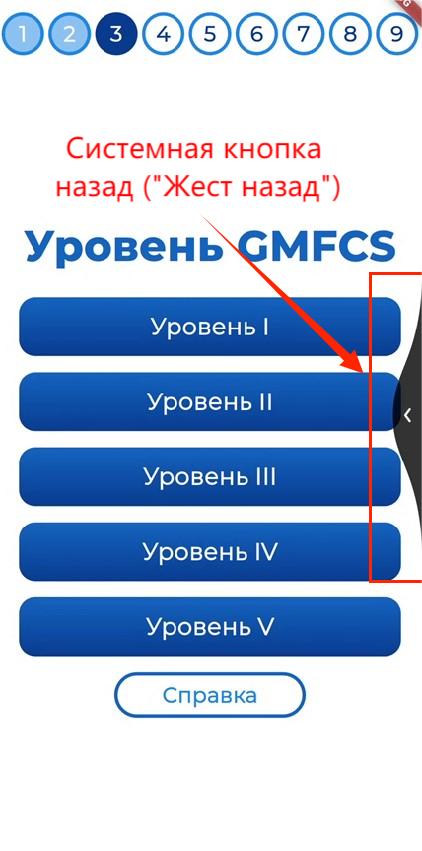 1 2 3 4 5 6 7 8 9
Системная кнопка
назад ("Жест назад")
Уровень GMFCS
Уровень I
Уровень II
Уровень III
Уровень IV
Уровень V
Справка